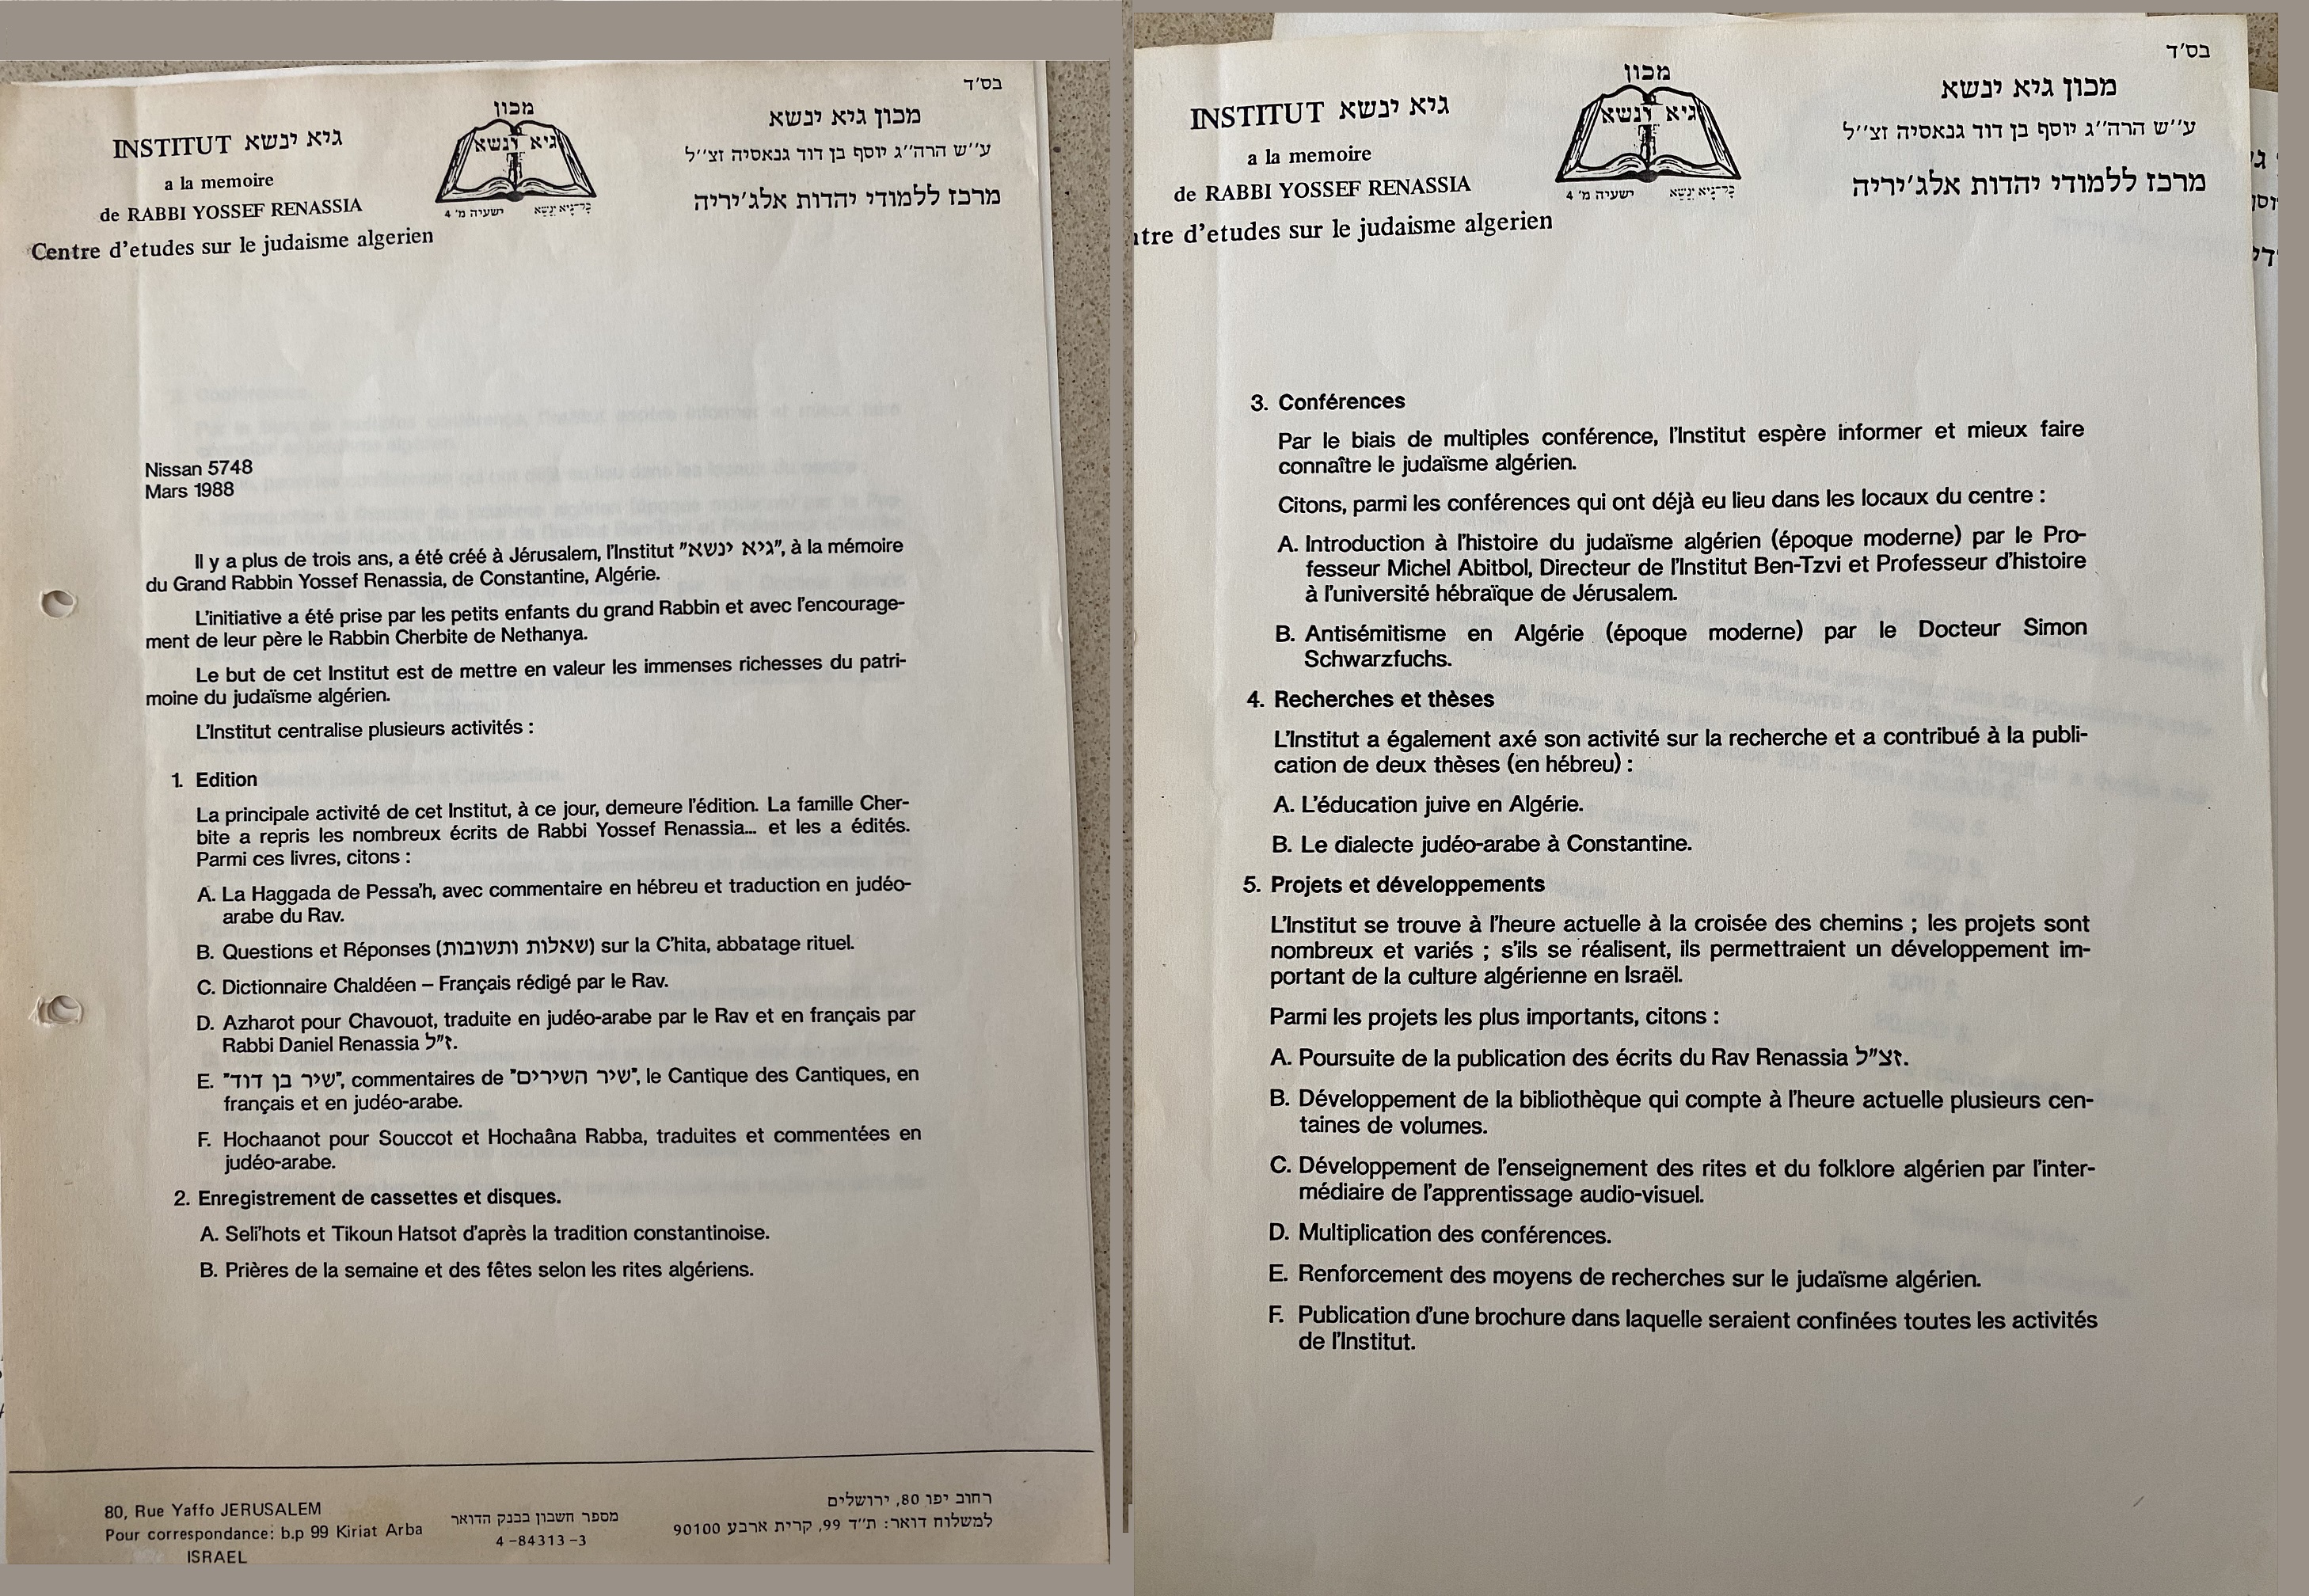 בס'ד
INSTITUT גיא ינשא
a la memoire
de RABBI YOSSEF RENASSIA
Centre d'etudes sur le judaisme algerien
מכון
גיא ינשא
כל־גיא ינשא
ישעיה מ' 4
מכון גיא ינשא
ע''ש הרה''ג יוסף בן דוד גנאסיה זצ''ל
מרכז ללמודי יהדות אלג'יריה
Nissan 5748
Mars 1988
Il y a plus de trois ans, a été créé à Jérusalem, l'Institut "גיא ינשא", à la mémoire
du Grand Rabbin Yossef Renassia, de Constantine, Algérie.
L'initiative a été prise par les petits enfants du grand Rabbin et avec l'encourage-
ment de leur père le Rabbin Cherbite de Nethanya.
Le but de cet Institut est de mettre en valeur les immenses richesses du patri-
moine du judaïsme algérien.
L'Institut centralise plusieurs activités :
1. Edition
La principale activité de cet Institut, à ce jour, demeure l'édition. La famille Cher-
bite a repris les nombreux écrits de Rabbi Yossef Renassia... et les a édités.
Parmi ces livres, citons :
A. La Haggada de Pessa'h, avec commentaire en hébreu et traduction en judéo-
arabe du Rav.
B. Questions et Réponses (שאלות ותשובות) sur la C'hita, abbatage rituel.
C. Dictionnaire Chaldéen – Français rédigé par le Rav.
D. Azharot pour Chavouot, traduite en judéo-arabe par le Rav et en français par
Rabbi Daniel Renassia ז"ל.
E. "שיר בן דוד", commentaires de "שיר השירים", le Cantique des Cantiques, en
français et en judéo-arabe.
F. Hochaanot pour Souccot et Hochaâna Rabba, traduites et commentées en
judéo-arabe.
2. Enregistrement de cassettes et disques.
A. Seli'hots et Tikoun Hatsot d'après la tradition constantinoise.
B. Prières de la semaine et des fêtes selon les rites algériens.
80, Rue Yaffo JERUSALEM
Pour correspondance: b.p 99 Kiriat Arba
ISRAEL
מספר חשבון בבנק הדואר
4-84313-3
רחוב יפו 80, ירושלים
למשלוח דואר: ת''ד 99, קרית ארבע 90100
בס'ד
INSTITUT גיא ינשא
a la memoire
de RABBI YOSSEF RENASSIA
ntre d'etudes sur le judaisme algerien
מכון
גיא ינשא
כל־גיא ינשא
ישעיה מ' 4
מכון גיא ינשא
ע''ש הרה''ג יוסף בן דוד גנאסיה זצ''ל
מרכז ללמודי יהדות אלג'יריה
3. Conférences
Par le biais de multiples conférence, l'Institut espère informer et mieux faire
connaître le judaïsme algérien.
Citons, parmi les conférences qui ont déjà eu lieu dans les locaux du centre :
A. Introduction à l'histoire du judaïsme algérien (époque moderne) par le Pro-
fesseur Michel Abitbol, Directeur de l'Institut Ben-Tzvi et Professeur d'histoire
à l'université hébraïque de Jérusalem.
B. Antisémitisme en Algérie (époque moderne) par le Docteur Simon
Schwarzfuchs.
4. Recherches et thèses
L'Institut a également axé son activité sur la recherche et a contribué à la publi-
cation de deux thèses (en hébreu) :
A. L'éducation juive en Algérie.
B. Le dialecte judéo-arabe à Constantine.
5. Projets et développements
L'Institut se trouve à l'heure actuelle à la croisée des chemins ; les projets sont
nombreux et variés ; s'ils se réalisent, ils permettraient un développement im-
portant de la culture algérienne en Israël.
Parmi les projets les plus importants, citons :
A. Poursuite de la publication des écrits du Rav Renassia זצ"ל.
B. Développement de la bibliothèque qui compte à l'heure actuelle plusieurs cen-
taines de volumes.
C. Développement de l'enseignement des rites et du folklore algérien par l'inter-
médiaire de l'apprentissage audio-visuel.
D. Multiplication des conférences.
E. Renforcement des moyens de recherches sur le judaïsme algérien.
F. Publication d'une brochure dans laquelle seraient confinées toutes les activités
de l'Institut.